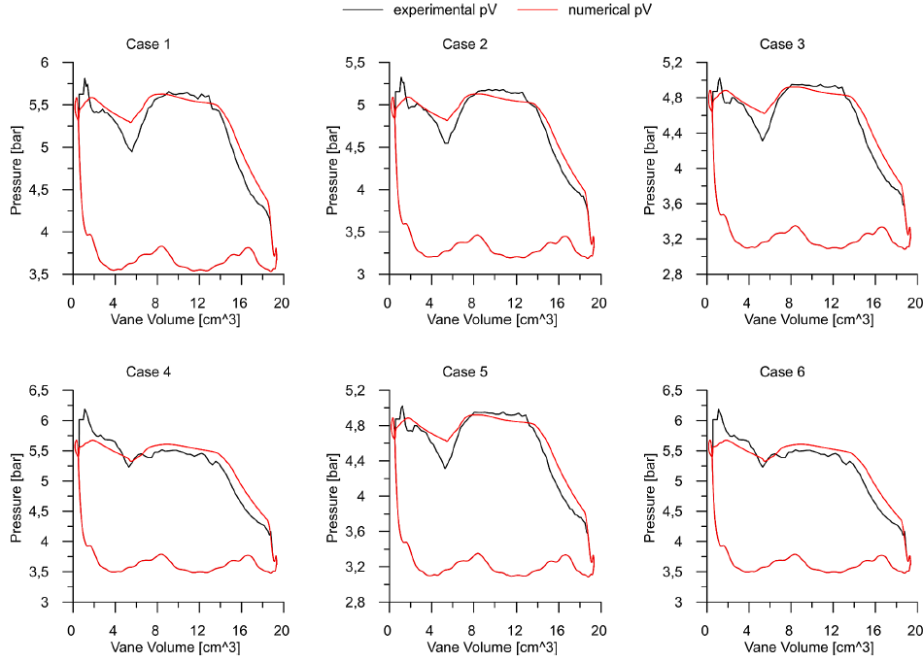 experimental pV numerical pV
Case 1 Case 2 Case 3
6
5,5
5
4,5
4
3,5
Pressure [bar]
0 4 8 12 16 20
Vane Volume [cm^3]
5,5
5
4,5
4
3,5
3
Pressure [bar]
0 4 8 12 16 20
Vane Volume [cm^3]
5,2
4,8
4,4
4
3,6
3,2
2,8
Pressure [bar]
0 4 8 12 16 20
Vane Volume [cm^3]
Case 4 Case 5 Case 6
6,5
6
5,5
5
4,5
4
3,5
3
Pressure [bar]
0 4 8 12 16 20
Vane Volume [cm^3]
5,2
4,8
4,4
4
3,6
3,2
2,8
Pressure [bar]
0 4 8 12 16 20
Vane Volume [cm^3]
6,5
6
5,5
5
4,5
4
3,5
3
Pressure [bar]
0 4 8 12 16 20
Vane Volume [cm^3]